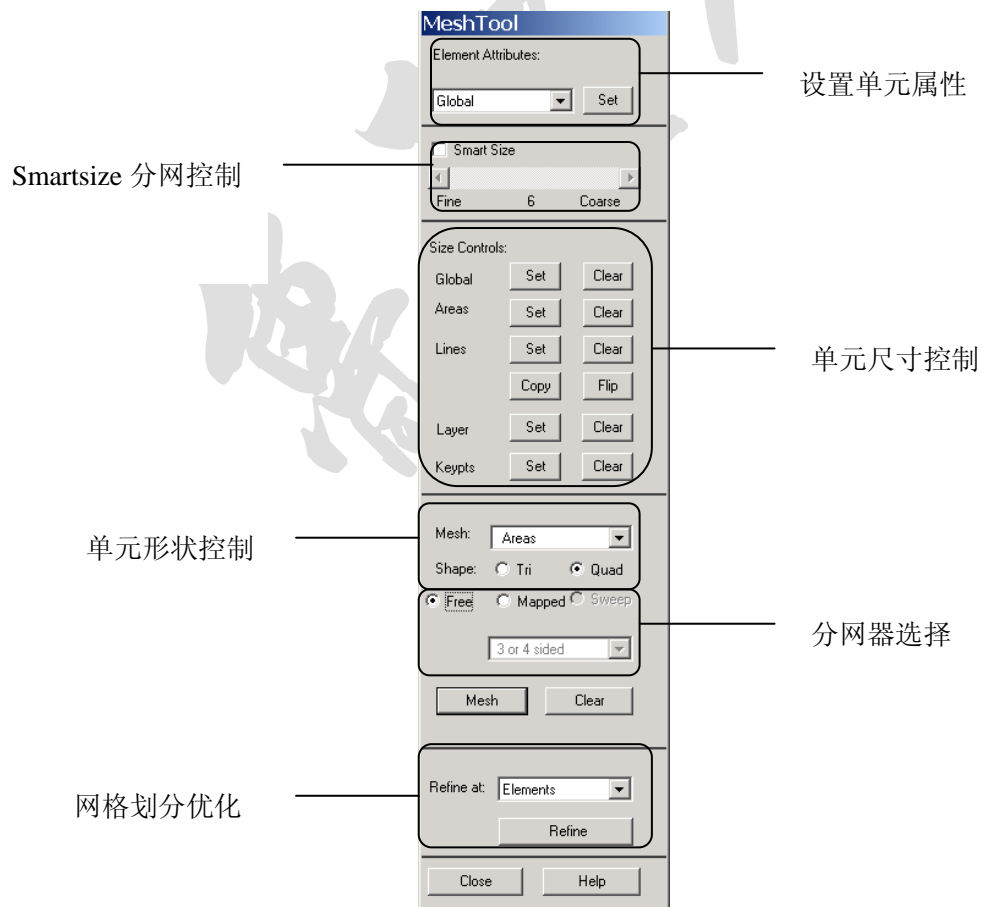 MeshTool
Element Attributes:
设置单元属性
Global Set
Smart Size
Smartsize 分网控制
Fine 6 Coarse
Size Controls:
Global Set Clear
Areas Set Clear
Lines Set Clear
单元尺寸控制
Copy Flip
Layer Set Clear
Keypts Set Clear
Mesh: Areas
单元形状控制
Shape: Tri Quad
Free Mapped Sweep
分网器选择
3 or 4 sided
Mesh Clear
Refine at: Elements
网格划分优化
Refine
Close Help